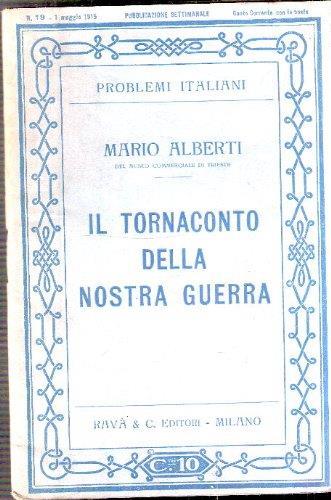 N. 19 - 1 maggio 1915 PUBBLICAZIONE SETTIMANALE Conto Corrente con la Posta
PROBLEMI ITALIANI
MARIO ALBERTI
DEL MUSEO COMMERCIALE DI TRIESTE
IL TORNACONTO
DELLA
NOSTRA GUERRA
RAVÀ & C. EDITORI - MILANO
C. 10